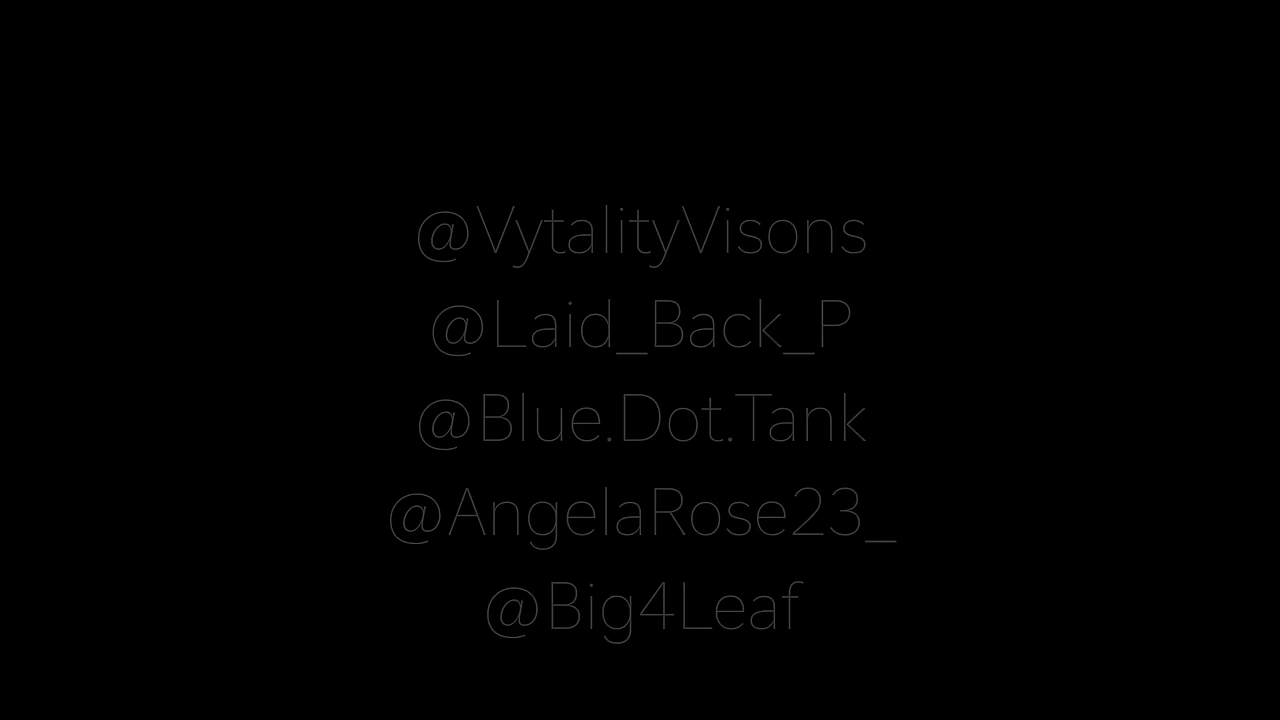 @VytalityVisons
@Laid_Back_P
@Blue.Dot.Tank
@AngelaRose23_
@Big4Leaf